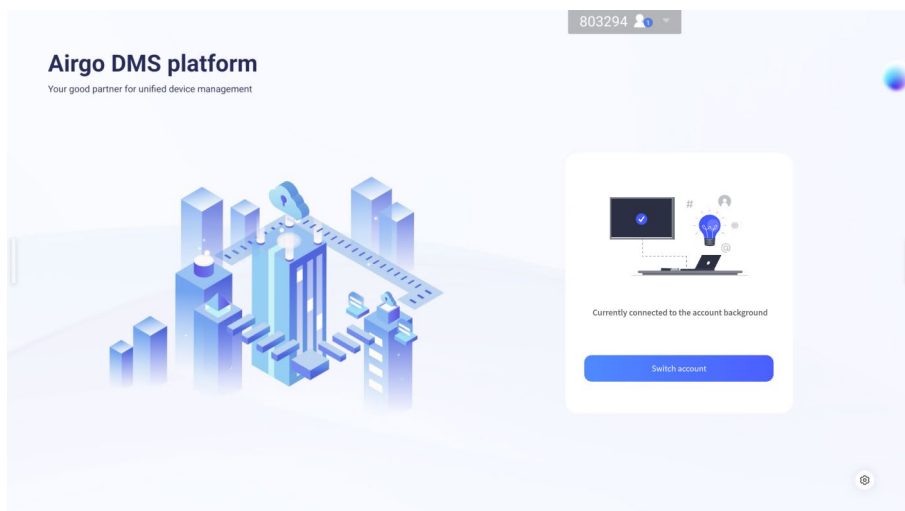 803294 1
Airgo DMS platform
Your good partner for unified device management
#
@
Currently connected to the account background
Switch account